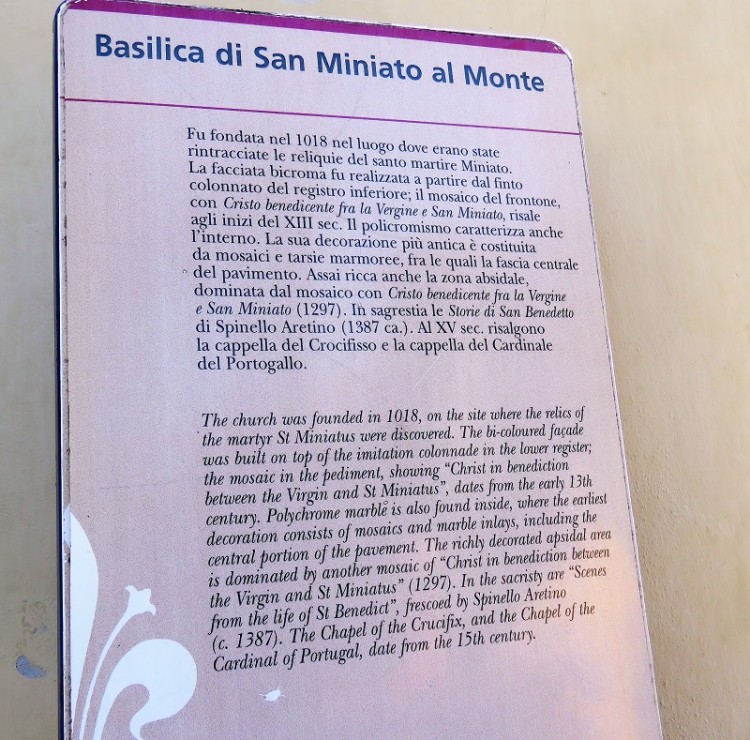 Basilica di San Miniato al Monte
Fu fondata nel 1018 nel luogo dove erano state
rintracciate le reliquie del santo martire Miniato.
La facciata bicroma fu realizzata a partire dal finto
colonnato del registro inferiore; il mosaico del frontone,
con Cristo benedicente fra la Vergine e San Miniato, risale
agli inizi del XIII sec. Il policromismo caratterizza anche
l'interno. La sua decorazione più antica è costituita
da mosaici e tarsie marmoree, fra le quali la fascia centrale
del pavimento. Assai ricca anche la zona absidale,
dominata dal mosaico con Cristo benedicente fra la Vergine
e San Miniato (1297). In sagrestia le Storie di San Benedetto
di Spinello Aretino (1387 ca.). Al XV sec. risalgono
la cappella del Crocifisso e la cappella del Cardinale
del Portogallo.
The church was founded in 1018, on the site where the relics of
the martyr St Miniatus were discovered. The bi-coloured façade
was built on top of the imitation colonnade in the lower register;
the mosaic in the pediment, showing "Christ in benediction
between the Virgin and St Miniatus", dates from the early 13th
century. Polychrome marble is also found inside, where the earliest
decoration consists of mosaics and marble inlays, including the
central portion of the pavement. The richly decorated apsidal area
is dominated by another mosaic of "Christ in benediction between
the Virgin and St Miniatus" (1297). In the sacristy are "Scenes
from the life of St Benedict", frescoed by Spinello Aretino
(c. 1387). The Chapel of the Crucifix, and the Chapel of the
Cardinal of Portugal, date from the 15th century.